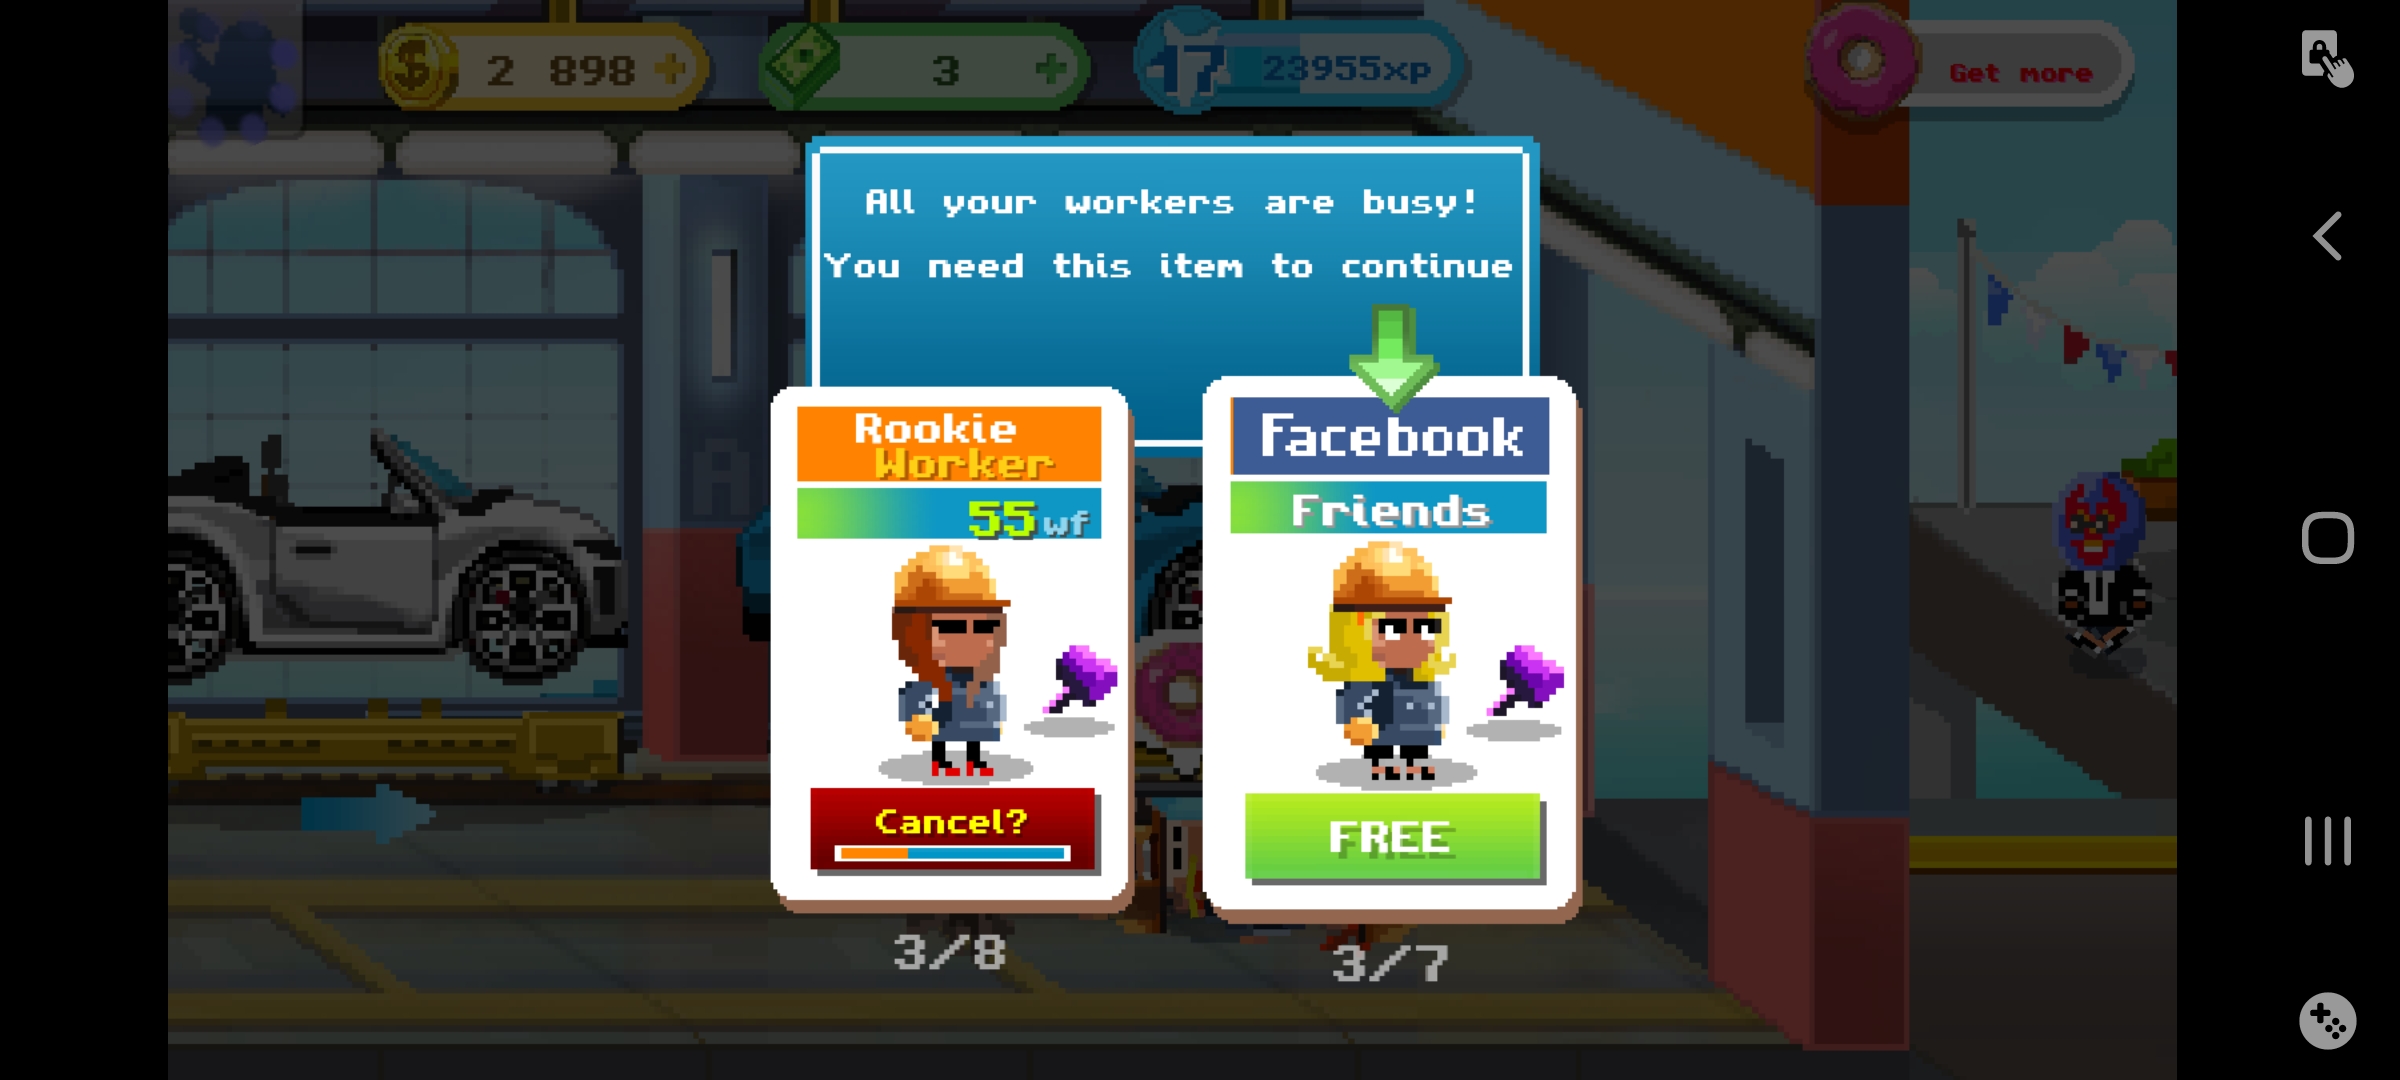 2 898 +
3 +
17 23955xp
Get more
All your workers are busy!
You need this item to continue
Rookie
Worker
55wf
Cancel?
3/8
Facebook
Friends
FREE
3/7
A